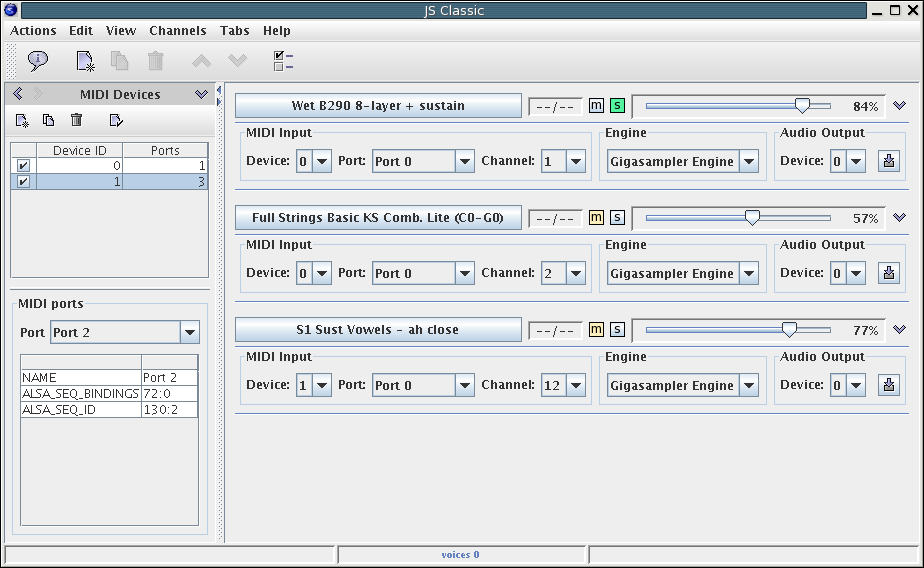 JS Classic
Actions Edit View Channels Tabs Help
MIDI Devices
Device ID Ports
0 1
1 3
MIDI ports
Port Port 2
NAME Port 2
ALSA_SEQ_BINDINGS 72:0
ALSA_SEQ_ID 130:2
Wet B290 8-layer + sustain --/-- m s 84%
MIDI Input Engine Audio Output
Device: 0 Port: Port 0 Channel: 1 Gigasampler Engine Device: 0
Full Strings Basic KS Comb. Lite (C0-G0) --/-- m s 57%
MIDI Input Engine Audio Output
Device: 0 Port: Port 0 Channel: 2 Gigasampler Engine Device: 0
S1 Sust Vowels - ah close --/-- m s 77%
MIDI Input Engine Audio Output
Device: 1 Port: Port 0 Channel: 12 Gigasampler Engine Device: 0
voices 0